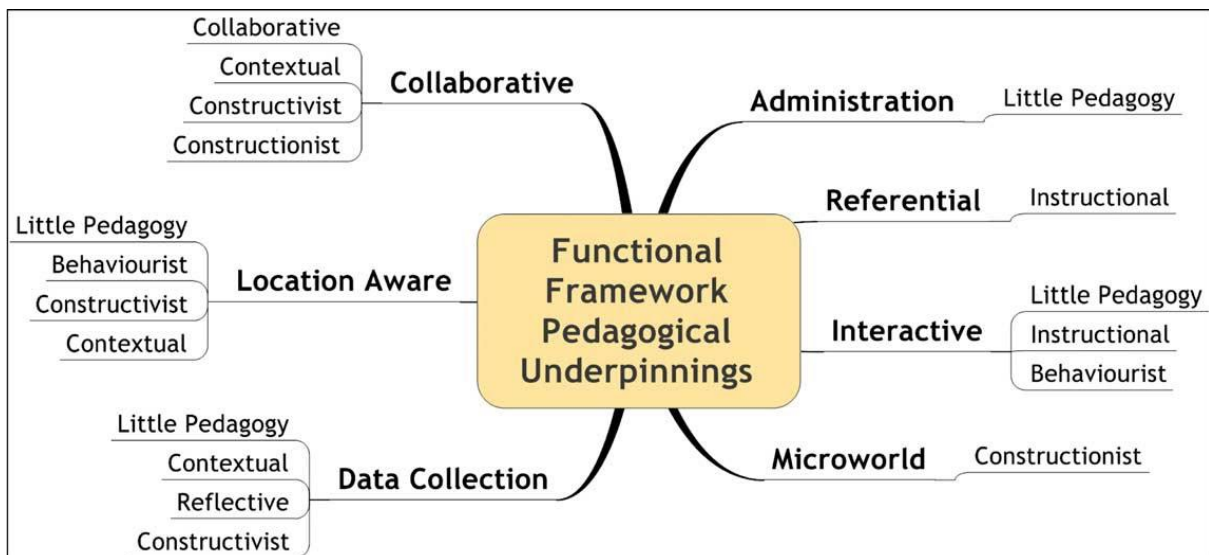 Collaborative
Contextual
Constructivist
Constructionist
Collaborative
Little Pedagogy
Behaviourist
Constructivist
Contextual
Location Aware
Little Pedagogy
Contextual
Reflective
Constructivist
Data Collection
Functional
Framework
Pedagogical
Underpinnings
Administration
Little Pedagogy
Referential
Instructional
Interactive
Little Pedagogy
Instructional
Behaviourist
Microworld
Constructionist